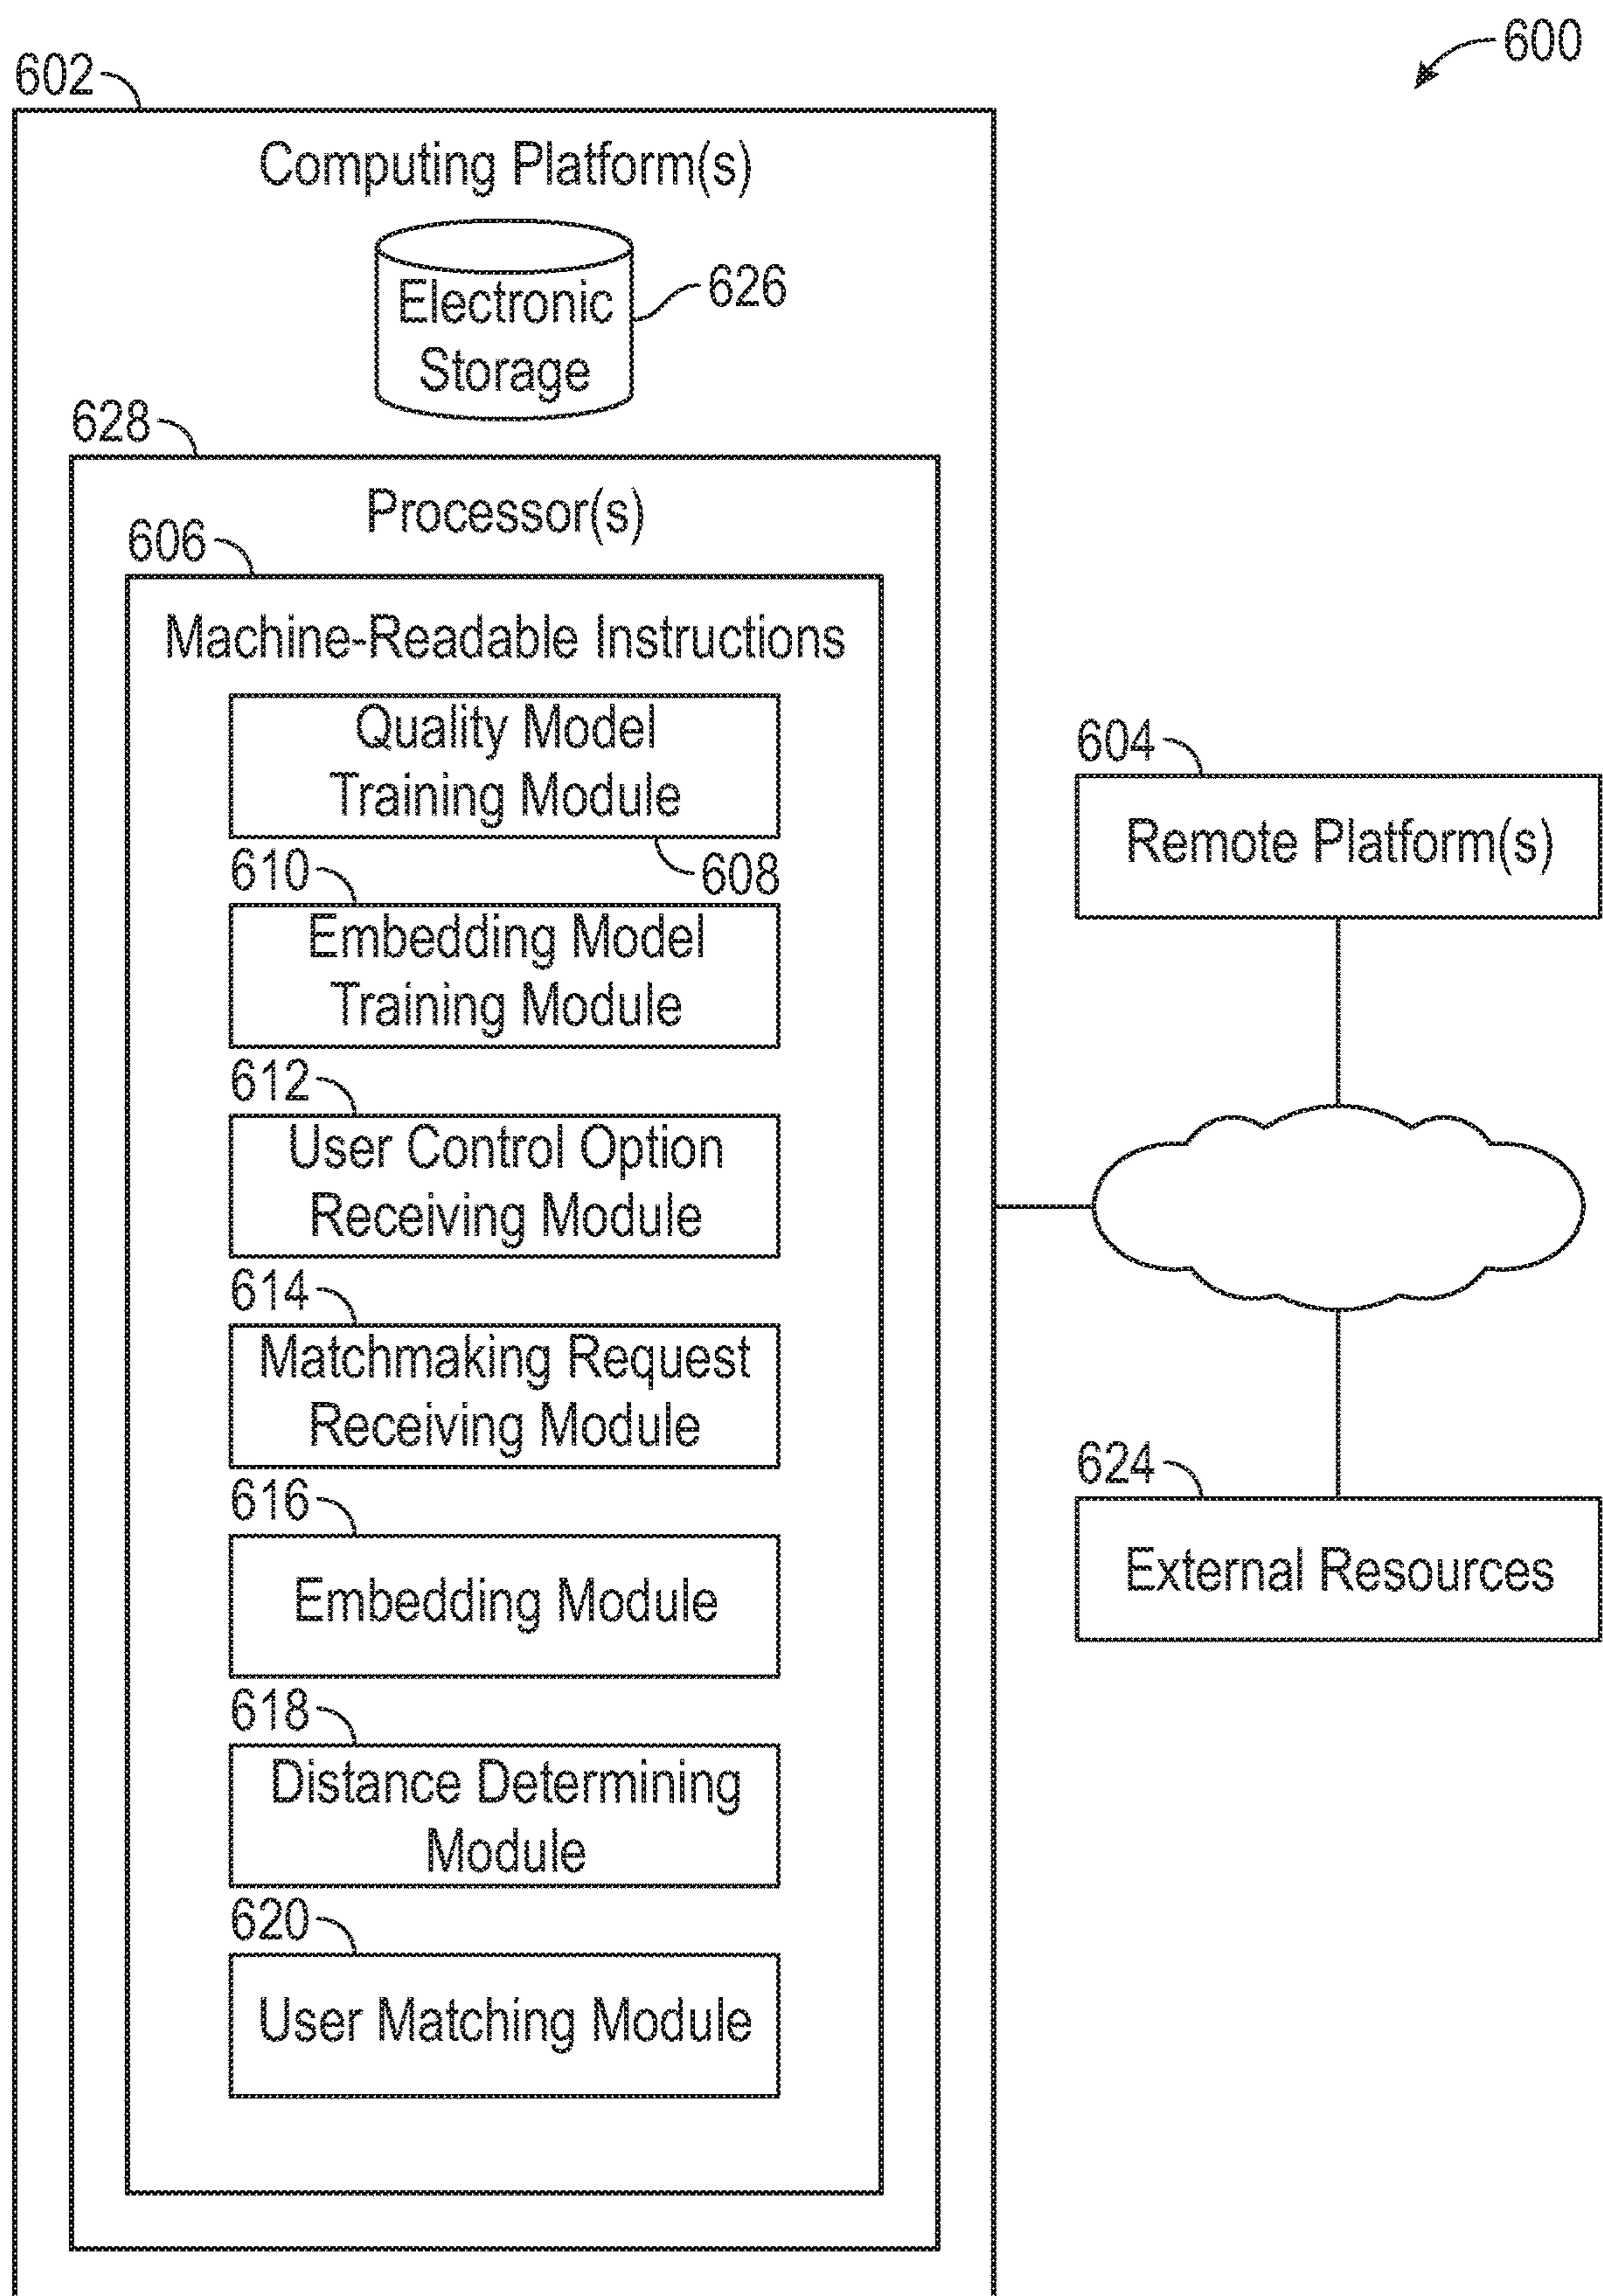 600
602
Computing Platform(s)
Electronic
Storage
626
628
Processor(s)
606
Machine-Readable Instructions
Quality Model
Training Module
608
610
Embedding Model
Training Module
612
User Control Option
Receiving Module
614
Matchmaking Request
Receiving Module
616
Embedding Module
618
Distance Determining
Module
620
User Matching Module
604
Remote Platform(s)
624
External Resources